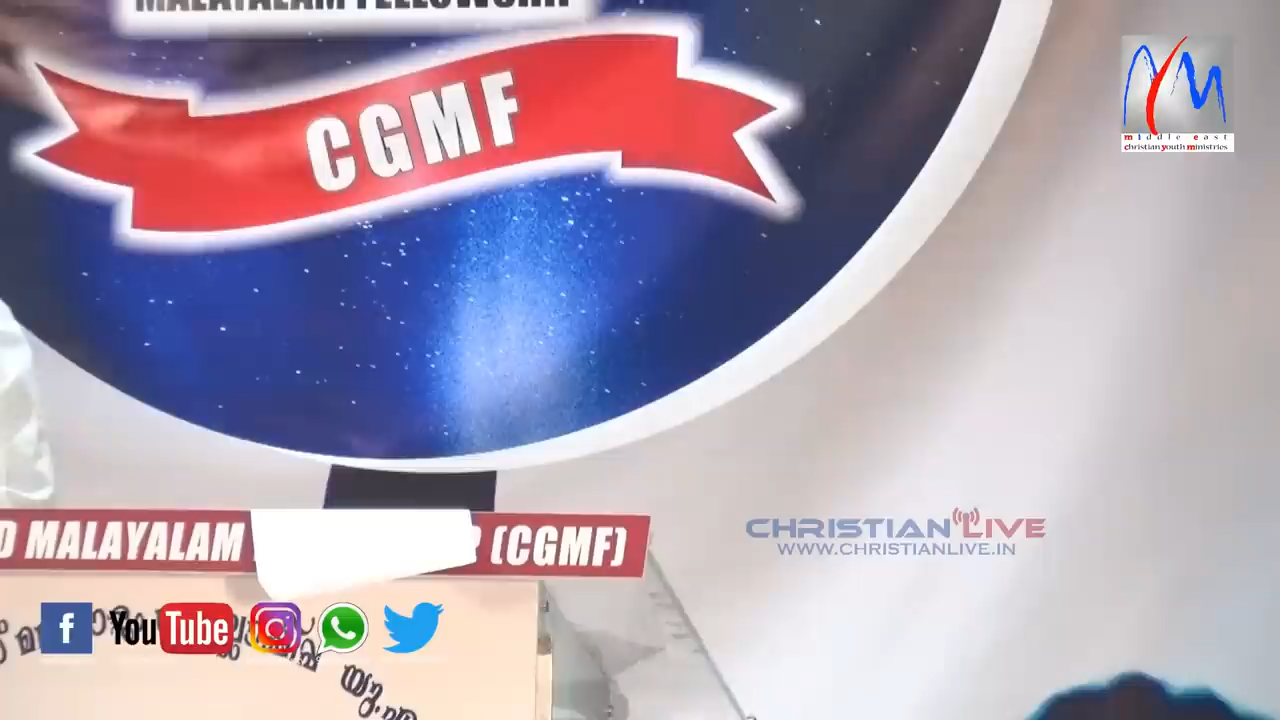 MALAYALAM FELLOWSHIP
CGMF
middle east
christian youth ministries
D MALAYALAM
(CGMF)
CHRISTIAN LIVE
WWW.CHRISTIANLIVE.IN
f YouTube